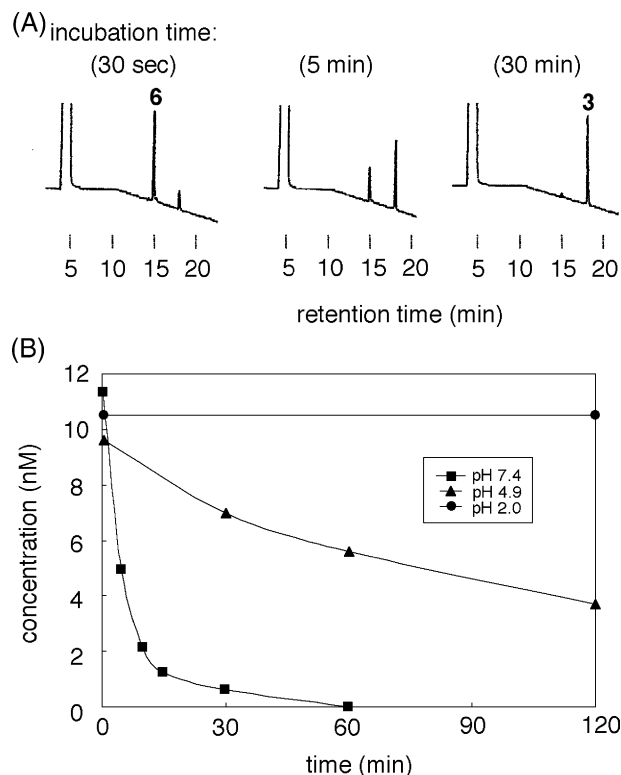 (A) incubation time:
(30 sec) (5 min) (30 min)
6 3
5 10 15 20 5 10 15 20 5 10 15 20
retention time (min)
(B)
12
10
8
6
4
2
0
concentration (nM)
pH 7.4
pH 4.9
pH 2.0
0 30 60 90 120
time (min)